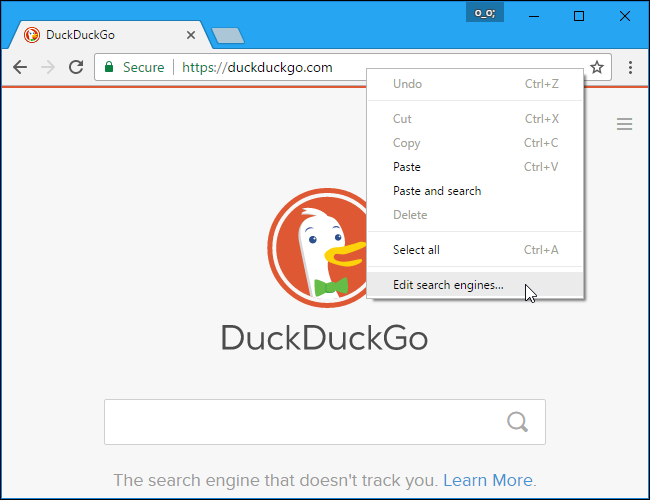 o_o;
DuckDuckGo
Secure https://duckduckgo.com
Undo Ctrl+Z
Cut Ctrl+X
Copy Ctrl+C
Paste Ctrl+V
Paste and search
Delete
Select all Ctrl+A
Edit search engines...
DuckDuckGo
The search engine that doesn't track you. Learn More.